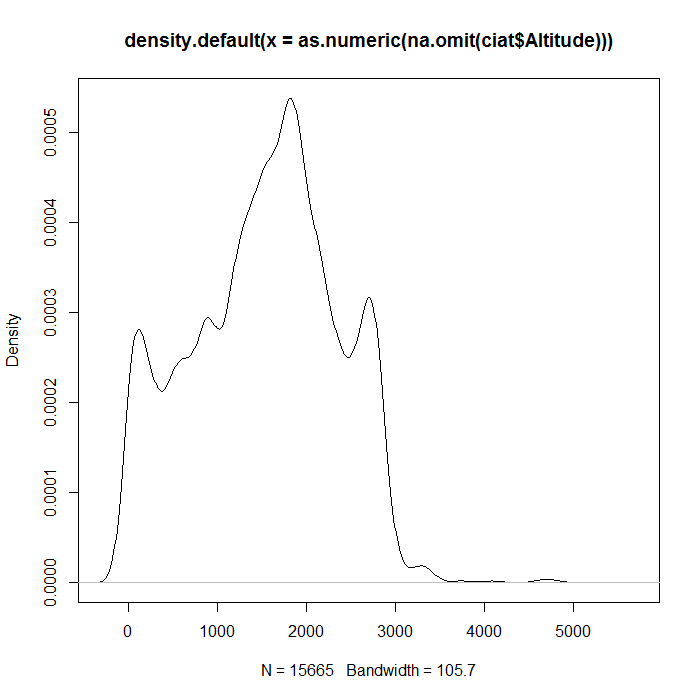 density.default(x = as.numeric(na.omit(ciat$Altitude)))
Density
0.0005
0.0004
0.0003
0.0002
0.0001
0.0000
0 1000 2000 3000 4000 5000
N = 15665 Bandwidth = 105.7